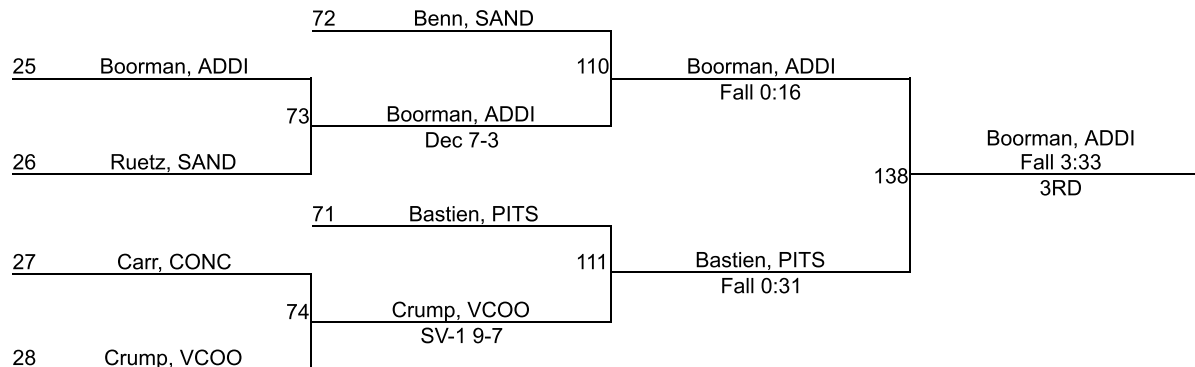 72 Benn, SAND
25 Boorman, ADDI
110 Boorman, ADDI
Fall 0:16
73 Boorman, ADDI
Dec 7-3
26 Ruetz, SAND
Boorman, ADDI
Fall 3:33
138
3RD
71 Bastien, PITS
27 Carr, CONC
111 Bastien, PITS
Fall 0:31
74 Crump, VCOO
SV-1 9-7
28 Crump, VCOO